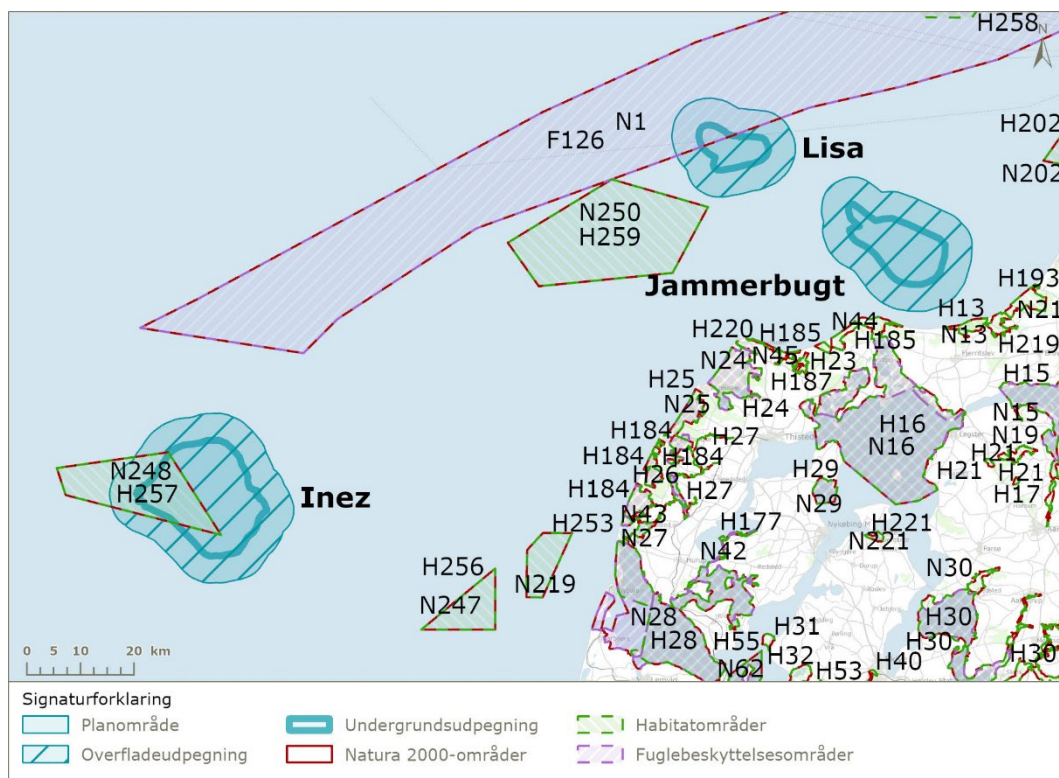 H258
N
N1
F126
Lisa
H202
N202
N250
H259
Jammerbugt
H193
H13
N21
N13
H219
H220
H185
N44
H185
N24
N45
H23
H187
H15
H25
N25
H24
N15
N19
H184
H27
Thisted
H16
N16
H21
H184
H184
H26
H21
H21
H29
H17
H184
H27
N29
N248
H257
Inez
N43
N27
H177
H221
N221
H253
N42
H256
N219
N30
N247
N28
H30
H28
H55
H31
H30
H30
N62
H32
H53
H40
0 5 10 20 km
Signaturforklaring
Planområde
Undergrundsudpegning
Habitatområder
Overfladeudpegning
Natura 2000-områder
Fuglebeskyttelsesområder